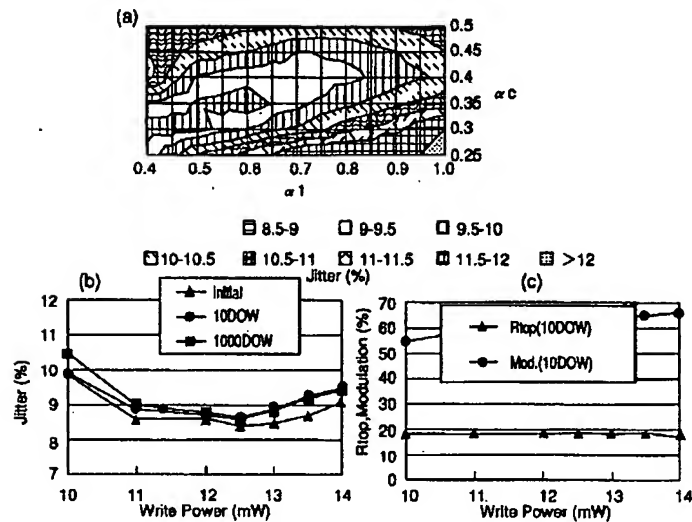 (a)
0.5
0.45
0.4
αc
0.35
0.3
0.25
0.4 0.5 0.6 0.7 0.8 0.9 1.0
α1
8.5-9 9-9.5 9.5-10
10-10.5 10.5-11 11-11.5 11.5-12 >12
Jitter (%)
(b)
Initial
10DOW
1000DOW
12
11
10
9
8
7
Jitter (%)
10 11 12 13 14
Write Power (mW)
(c)
Rtop(10DOW)
Mod.(10DOW)
70
60
50
40
30
20
10
0
Rtop,Modulation (%)
10 11. 12 13 14
Write Power (mW)